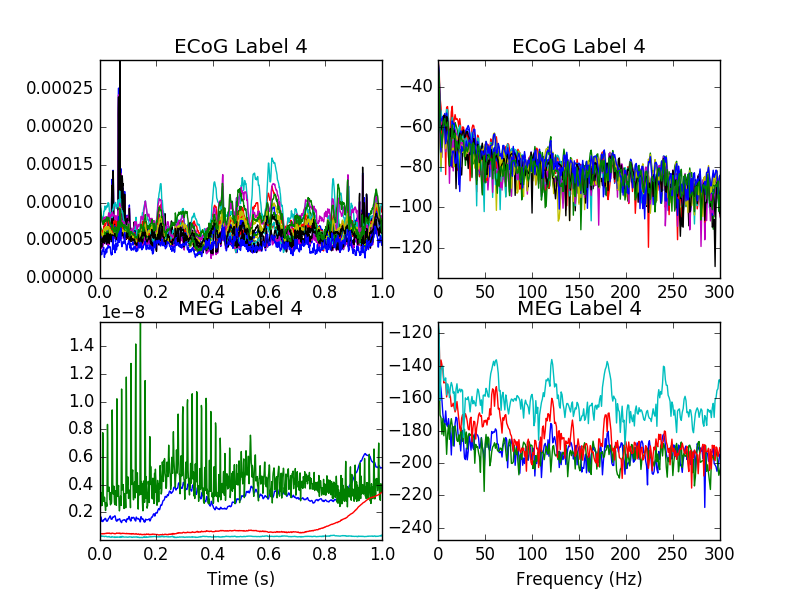 ECoG Label 4
ECoG Label 4
0.00025
0.00020
0.00015
0.00010
0.00005
0.00000
0.0 0.2 0.4 0.6 0.8 1.0
−40
−60
−80
−100
−120
0 50 100 150 200 250 300
MEG Label 4
MEG Label 4
1e−8
1.4
1.2
1.0
0.8
0.6
0.4
0.2
0.0 0.2 0.4 0.6 0.8 1.0
Time (s)
−120
−140
−160
−180
−200
−220
−240
0 50 100 150 200 250 300
Frequency (Hz)